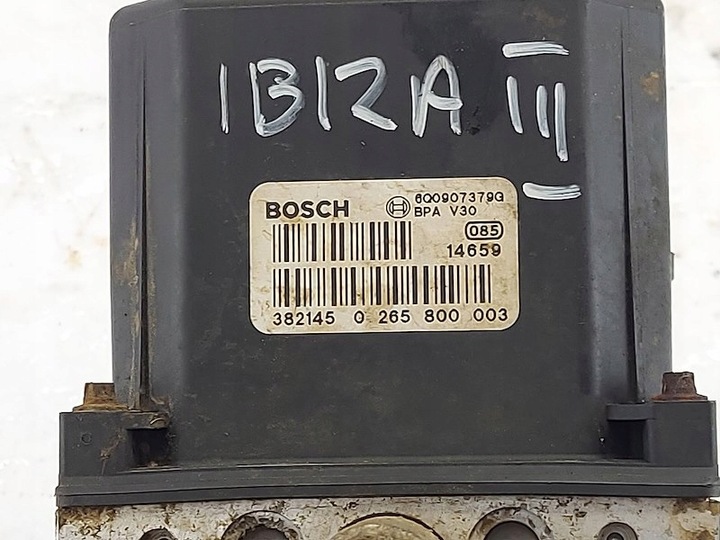 IBIZA III
BOSCH 6Q0907379G
BPA V30
085
14659
382145 0 265 800 003